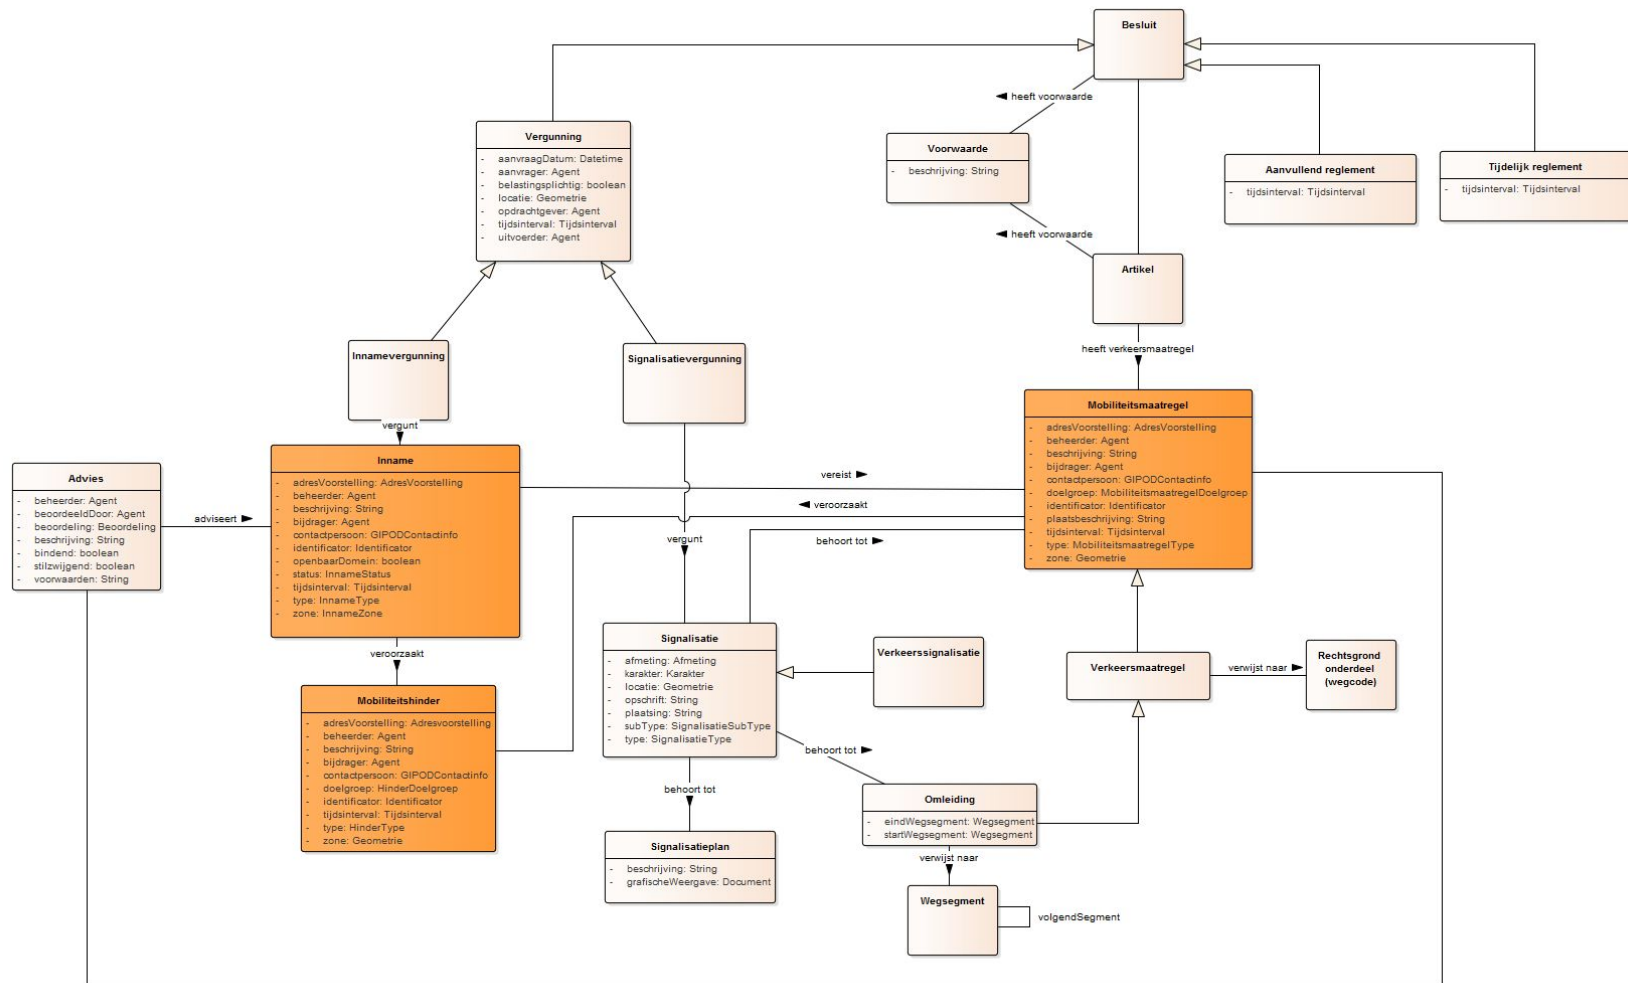 Besluit
◄ heeft voorwaarde
Vergunning
- aanvraagDatum: Datetime
- aanvrager: Agent
- belastingsplichtig: boolean
- locatie: Geometrie
- opdrachtgever: Agent
- tijdsinterval: Tijdsinterval
- uitvoerder: Agent
Voorwaarde
- beschrijving: String
Aanvullend reglement
- tijdsinterval: Tijdsinterval
Tijdelijk reglement
- tijdsinterval: Tijdsinterval
◄ heeft voorwaarde
Artikel
heeft verkeersmaatregel
Innamevergunning
Signalisatievergunning
vergunt
Mobiliteitsmaatregel
- adresVoorstelling: AdresVoorstelling
- beheerder: Agent
- beschrijving: String
- bijdrager: Agent
- contactpersoon: GIPODContactinfo
- doelgroep: MobiliteitsmaatregelDoelgroep
- identificator: Identificator
- plaatsbeschrijving: String
- tijdsinterval: Tijdsinterval
- type: MobiliteitsmaatregelType
- zone: Geometrie
Advies
- beheerder: Agent
- beoordeeldDoor: Agent
- beoordeling: Beoordeling
- beschrijving: String
- bindend: boolean
- stilzwijgend: boolean
- voorwaarden: String
adviseert ►
Inname
- adresVoorstelling: AdresVoorstelling
- beheerder: Agent
- beschrijving: String
- bijdrager: Agent
- contactpersoon: GIPODContactinfo
- identificator: Identificator
- openbaarDomein: boolean
- status: InnameStatus
- tijdsinterval: Tijdsinterval
- type: InnameType
- zone: InnameZone
vereist ►
◄ veroorzaakt
vergunt
behoort tot ►
veroorzaakt
Signalisatie
- afmeting: Afmeting
- karakter: Karakter
- locatie: Geometrie
- opschrift: String
- plaatsing: String
- subType: SignalisatieSubType
- type: SignalisatieType
Verkeerssignalisatie
Verkeersmaatregel
verwijst naar ►
Rechtsgrond
onderdeel
(wegcode)
Mobiliteitshinder
- adresVoorstelling: Adresvoorstelling
- beheerder: Agent
- beschrijving: String
- bijdrager: Agent
- contactpersoon: GIPODContactinfo
- doelgroep: HinderDoelgroep
- identificator: Identificator
- tijdsinterval: Tijdsinterval
- type: HinderType
- zone: Geometrie
behoort tot ►
behoort tot
Omleiding
- eindWegsegment: Wegsegment
- startWegsegment: Wegsegment
Signalisatieplan
- beschrijving: String
- grafischeWeergave: Document
verwijst naar
Wegsegment
volgendSegment